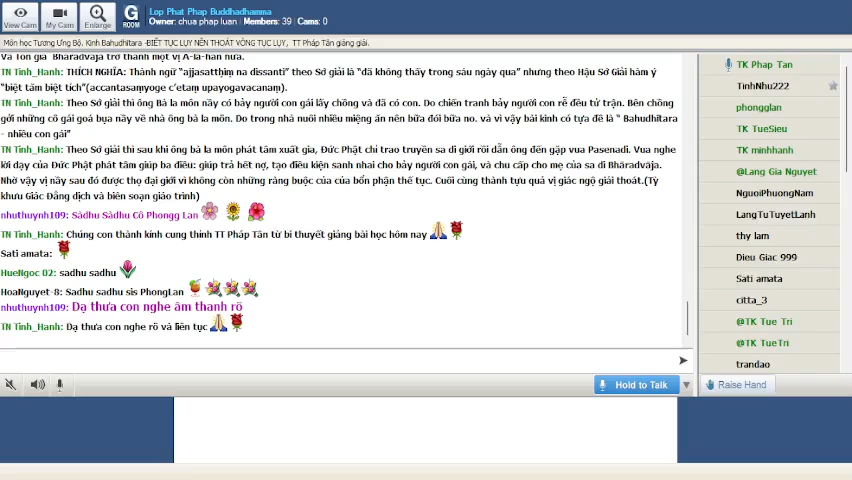 View Cam
My Cam
Enlarge
G
ROOM
Lop Phat Phap Buddhadhamma
Owner: chua phap luan | Members: 39 | Cams: 0
Môn học Tương Ưng Bộ. Kinh Bahudhitara -BIẾT TỤC LỤY NÊN THOÁT VÒNG TỤC LỤY, TT Pháp Tân giảng giải.
Và Tôn giả Bhāradvāja trở thành một vị A-la-hán nữa.
TN Tinh_Hanh: THÍCH NGHĨA: Thành ngữ "ajjasaṭṭhiṃ na dissanti" theo Sớ giải là "đã không thấy trong sáu ngày qua" nhưng theo Hậu Sớ Giải hàm ý
"biệt tăm biệt tích"(accantasaṃyoge c'etaṃ upayogavacanaṃ).
TN Tinh_Hanh: Theo Sớ giải thì ông Bà la môn nầy có bảy người con gái lấy chồng và đã có con. Do chiến tranh bảy người con rể đều tử trận. Bên chồng
gởi những cô gái goá bụa nầy về nhà ông bà la môn. Do trong nhà nuôi nhiều miệng ăn nên bữa đói bữa no. và vì vậy bài kinh có tựa đề là " Bahudhītara
- nhiều con gái"
TN Tinh_Hanh: Theo Sớ giải thì sau khi ông bà la môn phát tâm xuất gia, Đức Phật chỉ trao truyền sa di giới rồi dẫn ông đến gặp vua Pasenadi. Vua nghe
lời dạy của Đức Phật phát tâm giúp ba điều: giúp trả hết nợ, tạo điều kiện sanh nhai cho bảy người con gái, và chu cấp cho mẹ của sa di Bhāradvāja.
Nhờ vậy vị nầy sau đó được thọ đại giới vì không còn những ràng buộc của của bổn phận thế tục. Cuối cùng thành tựu quả vị giác ngộ giải thoát.(Tỳ
khưu Giác Đẳng dịch và biên soạn giáo trình)
nhuthuynh109: Sādhu Sādhu Cô Phongg Lan
TN Tinh_Hanh: Chúng con thành kính cung thỉnh TT Pháp Tân từ bi thuyết giảng bài học hôm nay
Sati amata:
HueNgoc 02: sadhu sadhu
HoaNguyet-8: Sadhu sadhu sis PhongLan
nhuthuynh109: Dạ thưa con nghe âm thanh rõ
TN Tinh_Hanh: Dạ thưa con nghe rõ và liên tục
Hold to Talk
TK Phap Tan
TinhNhu222
phongglan
TK TueSieu
TK minhhanh
@Lang Gia Nguyet
NguoiPhuongNam
LangTuTuyetLanh
thy lam
Dieu Giac 999
Sati amata
citta_3
@TK Tue Tri
@TK TueTri
trandao
Raise Hand